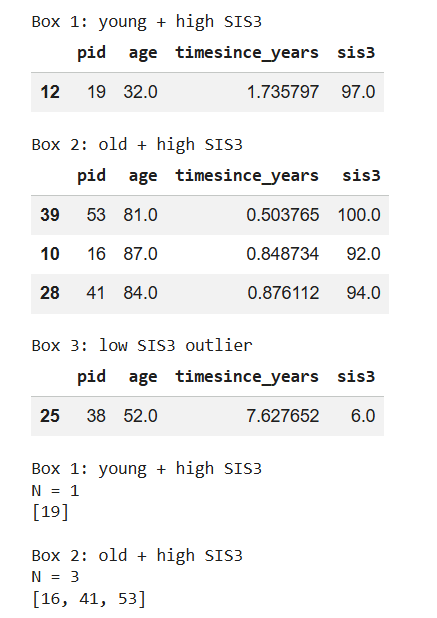 Box 1: young + high SIS3
pid age timesince_years sis3
12 19 32.0 1.735797 97.0
Box 2: old + high SIS3
pid age timesince_years sis3
39 53 81.0 0.503765 100.0
10 16 87.0 0.848734 92.0
28 41 84.0 0.876112 94.0
Box 3: low SIS3 outlier
pid age timesince_years sis3
25 38 52.0 7.627652 6.0
Box 1: young + high SIS3
N = 1
[19]
Box 2: old + high SIS3
N = 3
[16, 41, 53]